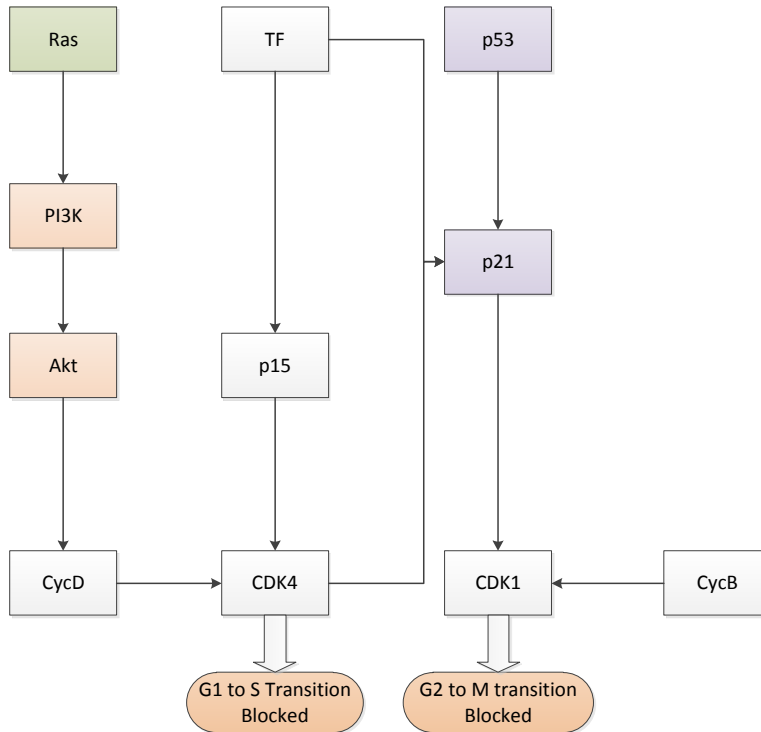 Ras
TF
p53
PI3K
p21
Akt
p15
CycD
CDK4
CDK1
CycB
G1 to S Transition
Blocked
G2 to M transition
Blocked